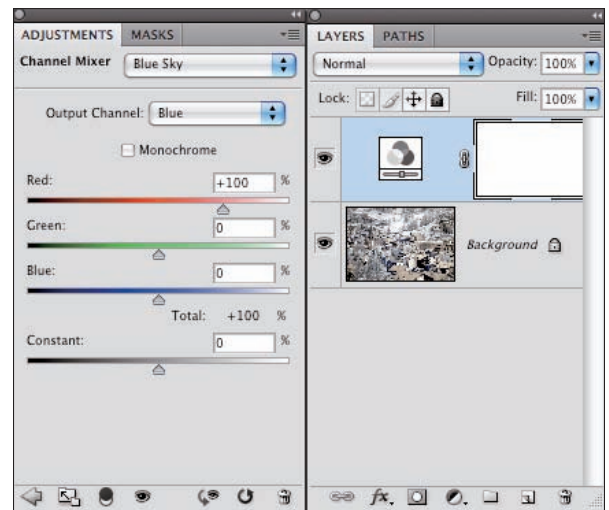 ADJUSTMENTS MASKS
Channel Mixer Blue Sky
Output Channel: Blue
Monochrome
Red: +100 %
Green: 0 %
Blue: 0 %
Total: +100 %
Constant: 0 %
LAYERS PATHS
Normal Opacity: 100%
Lock: Fill: 100%
Background
fx.